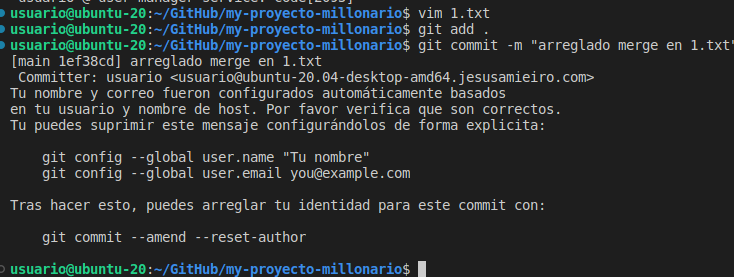 usuario@ubuntu-20:~/GitHub/my-proyecto-millonario$ vim 1.txt
usuario@ubuntu-20:~/GitHub/my-proyecto-millonario$ git add .
usuario@ubuntu-20:~/GitHub/my-proyecto-millonario$ git commit -m "arreglado merge en 1.txt"
[main 1ef38cd] arreglado merge en 1.txt
 Committer: usuario <usuario@ubuntu-20.04-desktop-amd64.jesusamieiro.com>
Tu nombre y correo fueron configurados automáticamente basados
en tu usuario y nombre de host. Por favor verifica que son correctos.
Tu puedes suprimir este mensaje configurándolos de forma explicita:

    git config --global user.name "Tu nombre"
    git config --global user.email you@example.com

Tras hacer esto, puedes arreglar tu identidad para este commit con:

    git commit --amend --reset-author

usuario@ubuntu-20:~/GitHub/my-proyecto-millonario$